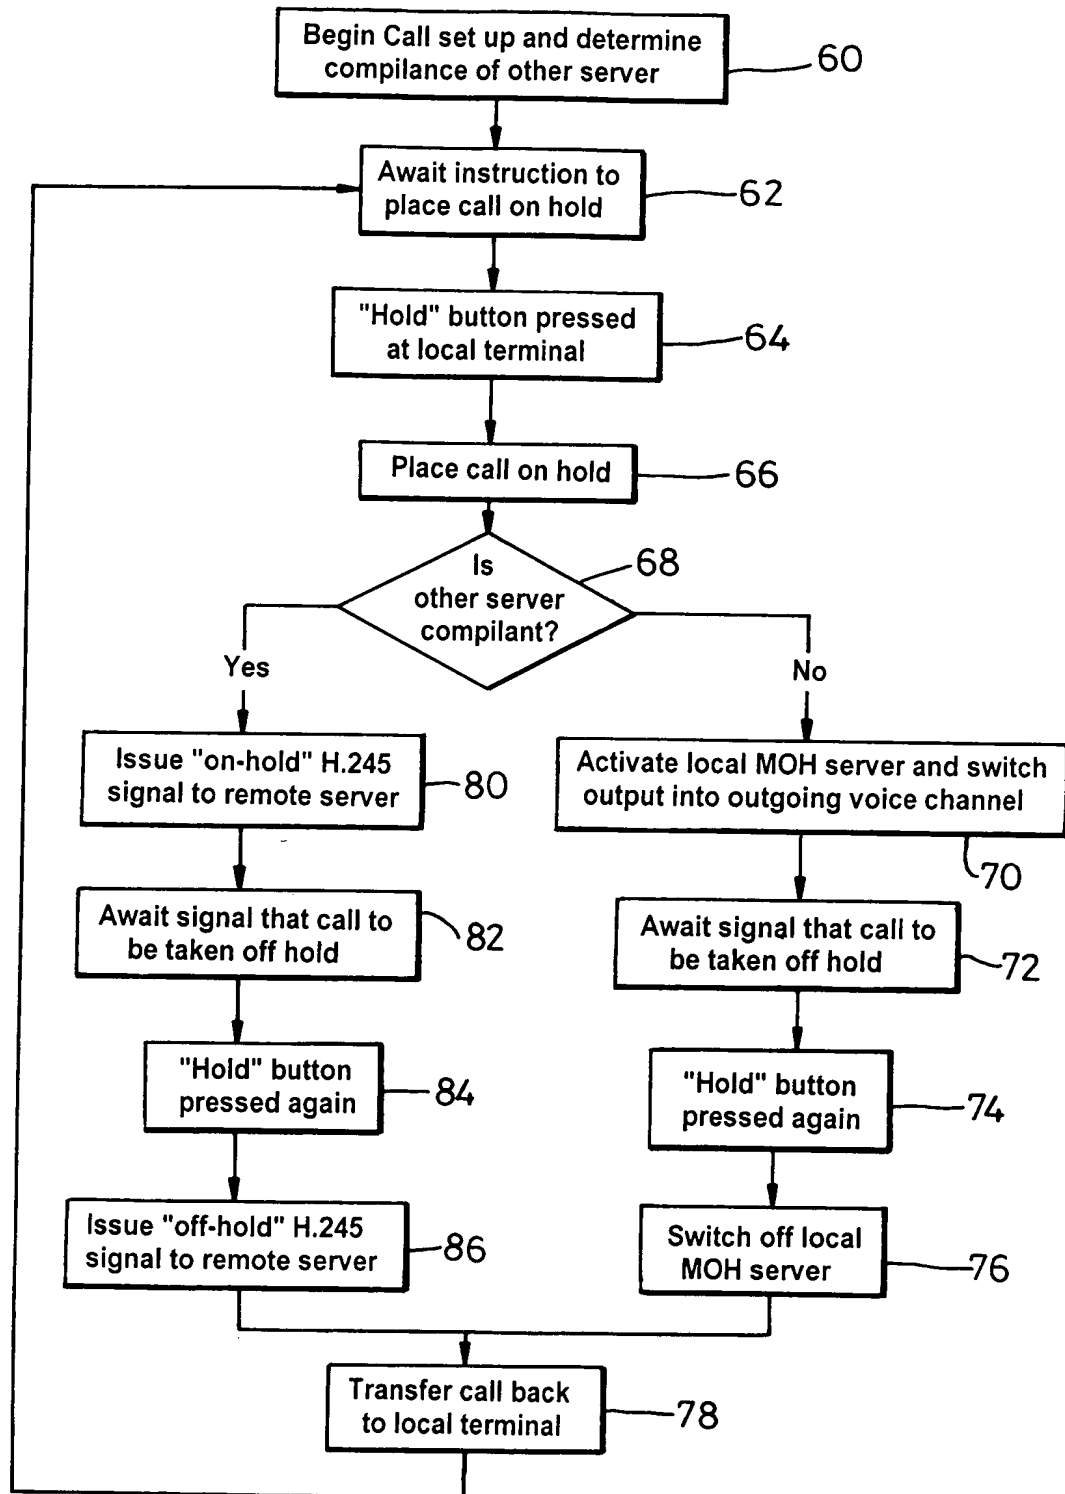 Begin Call set up and determine
compilance of other server
60
Await instruction to
place call on hold
62
"Hold" button pressed
at local terminal
64
Place call on hold
66
Is
other server
compilant?
68
Yes
No
Issue "on-hold" H.245
signal to remote server
80
Activate local MOH server and switch
output into outgoing voice channel
70
Await signal that call to
be taken off hold
82
Await signal that call to
be taken off hold
72
"Hold" button
pressed again
84
"Hold" button
pressed again
74
Issue "off-hold" H.245
signal to remote server
86
Switch off local
MOH server
76
Transfer call back
to local terminal
78